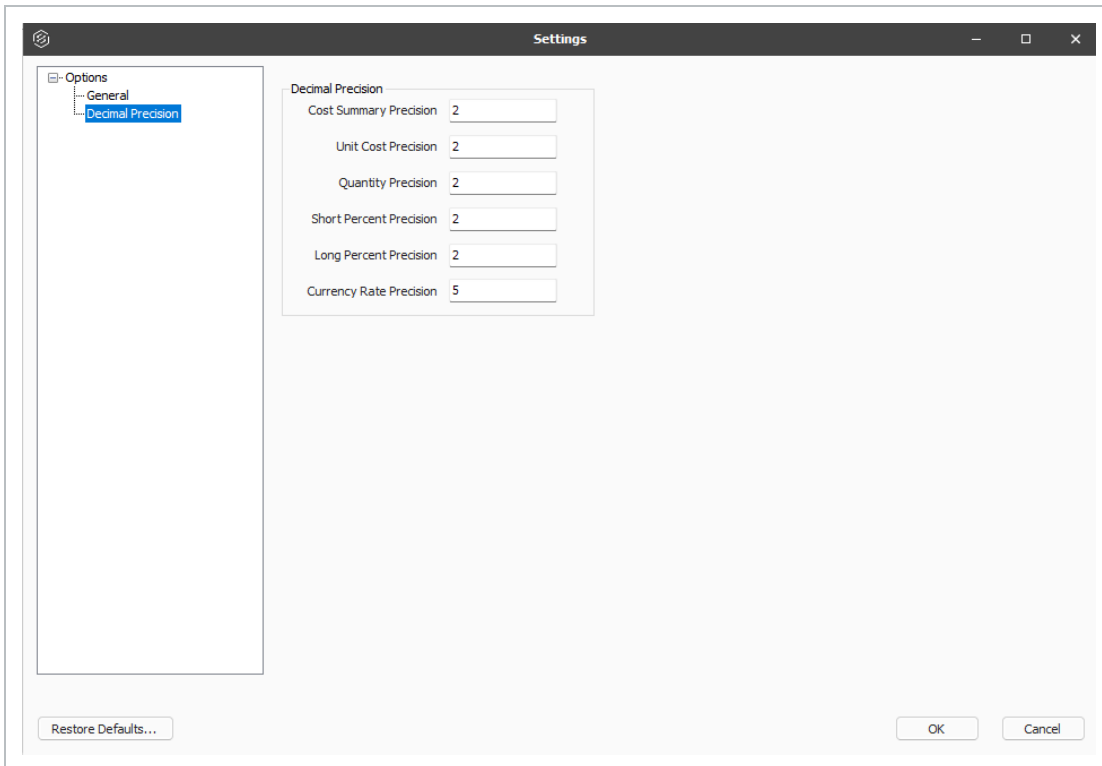 Settings
Options
General
Decimal Precision
Decimal Precision
Cost Summary Precision 2
Unit Cost Precision 2
Quantity Precision 2
Short Percent Precision 2
Long Percent Precision 2
Currency Rate Precision 5
Restore Defaults...
OK
Cancel